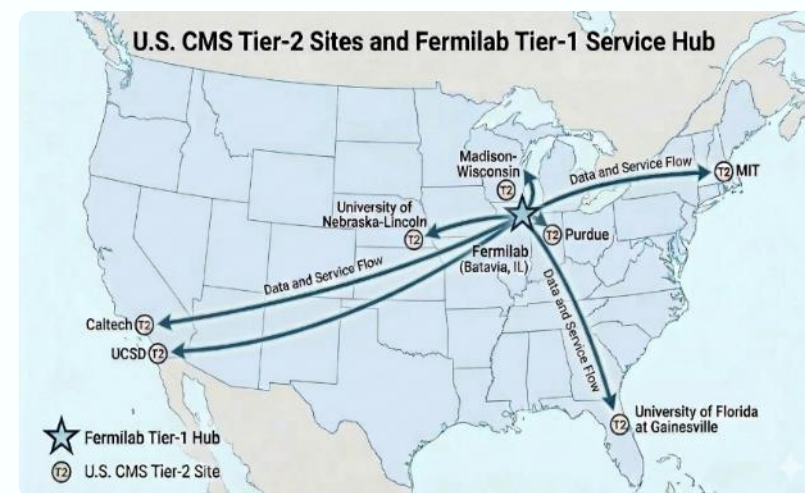 U.S. CMS Tier-2 Sites and Fermilab Tier-1 Service Hub
Madison-
Wisconsin
T2
Data and Service Flow
T2 MIT
University of
Nebraska-Lincoln
T2
T2 Purdue
Fermilab
(Batavia, IL)
Data and Service Flow
Data and Service Flow
Caltech T2
UCSD T2
T2 University of Florida
at Gainesville
Fermilab Tier-1 Hub
T2 U.S. CMS Tier-2 Site